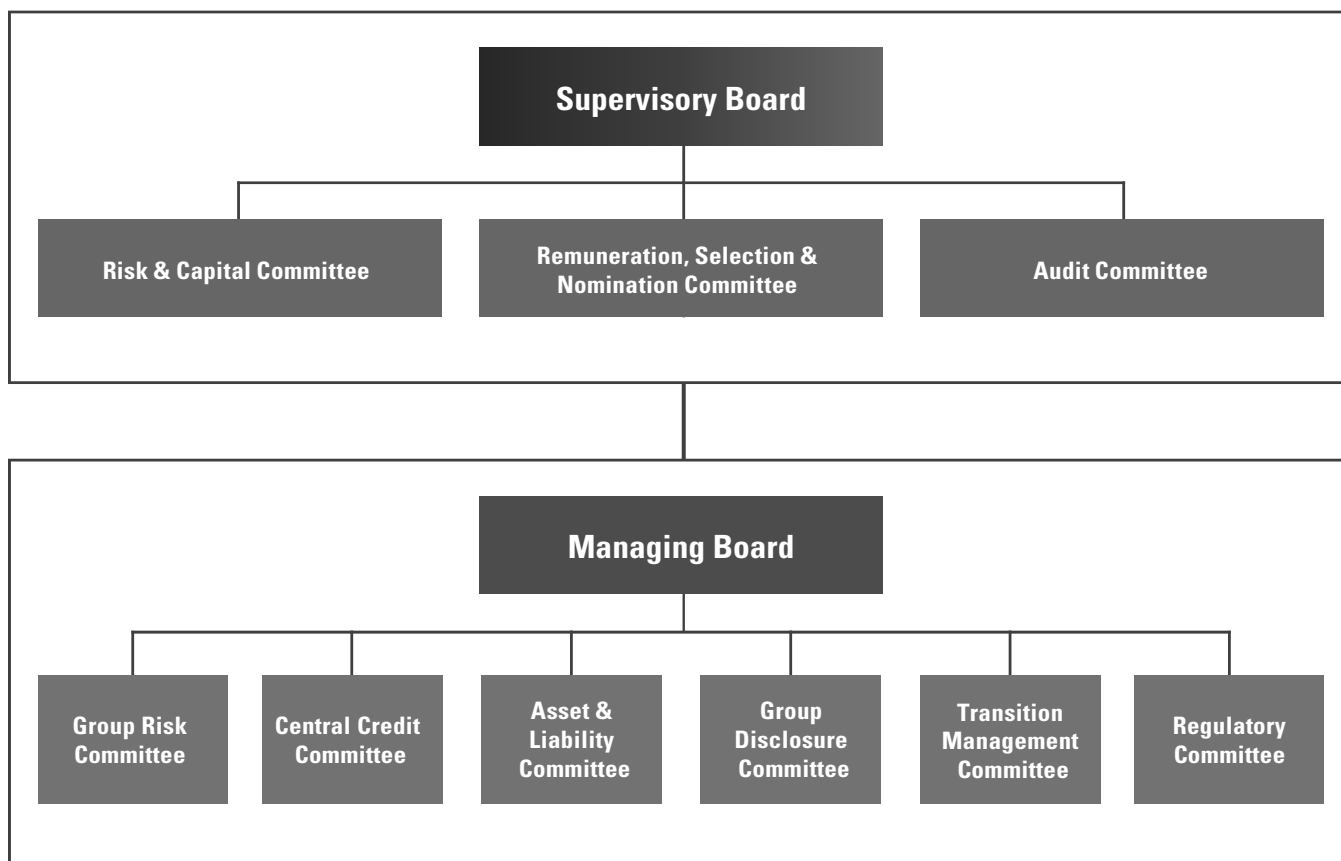 Supervisory Board
Risk & Capital Committee
Remuneration, Selection &
Nomination Committee
Audit Committee
Managing Board
Group Risk
Committee
Central Credit
Committee
Asset &
Liability
Committee
Group
Disclosure
Committee
Transition
Management
Committee
Regulatory
Committee